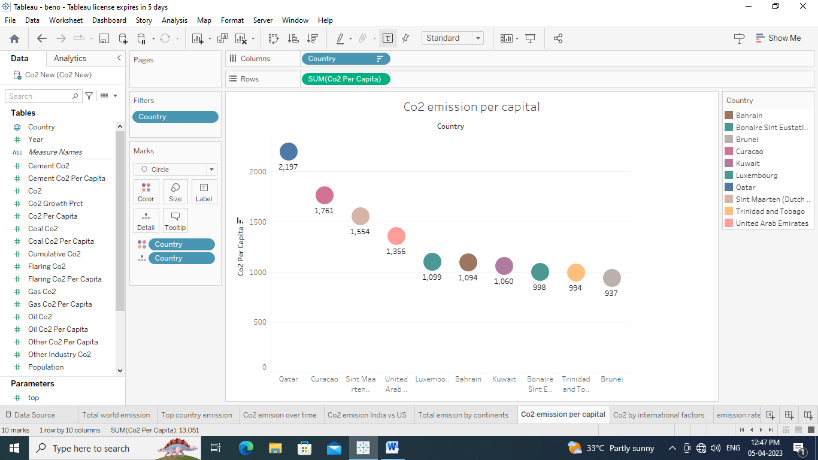 Tableau - beno - Tableau license expires in 5 days
File Data Worksheet Dashboard Story Analysis Map Format Server Window Help
Standard
Show Me
Data Analytics
Co2 New (Co2 New)
Search
Tables
Country
Year
Abc Measure Names
Cement Co2
Cement Co2 Per Capita
Co2
Co2 Growth Prct
Co2 Per Capita
Coal Co2
Coal Co2 Per Capita
Cumulative Co2
Flaring Co2
Flaring Co2 Per Capita
Gas Co2
Gas Co2 Per Capita
Oil Co2
Oil Co2 Per Capita
Other Co2 Per Capita
Other Industry Co2
Population
Parameters
top
Pages
Filters
Country
Marks
Circle
Color Size Label
Detail Tooltip
Country
Country
Columns Country
Rows SUM(Co2 Per Capita)
Co2 emission per capital
Country
Co2 Per Capita
2000
1500
1000
500
0
2,197
1,761
1,554
1,356
1,099
1,094
1,060
998
994
937
Qatar Curacao Sint Maa rten.. United Arab .. Luxembo.. Bahrain Kuwait Bonaire Sint E.. Trinidad and To.. Brunei
Country
Bahrain
Bonaire Sint Eustati..
Brunei
Curacao
Kuwait
Luxembourg
Qatar
Sint Maarten (Dutch ..
Trinidad and Tobago
United Arab Emirates
Data Source Total world emission Top country emission Co2 emision over time Co2 emision India vs US Total emision by continents Co2 emission per capital Co2 by international factors emission rate
10 marks 1 row by 10 columns SUM(Co2 Per Capita): 13,051
Type here to search
33°C Partly sunny
ENG
12:47 PM
05-04-2023